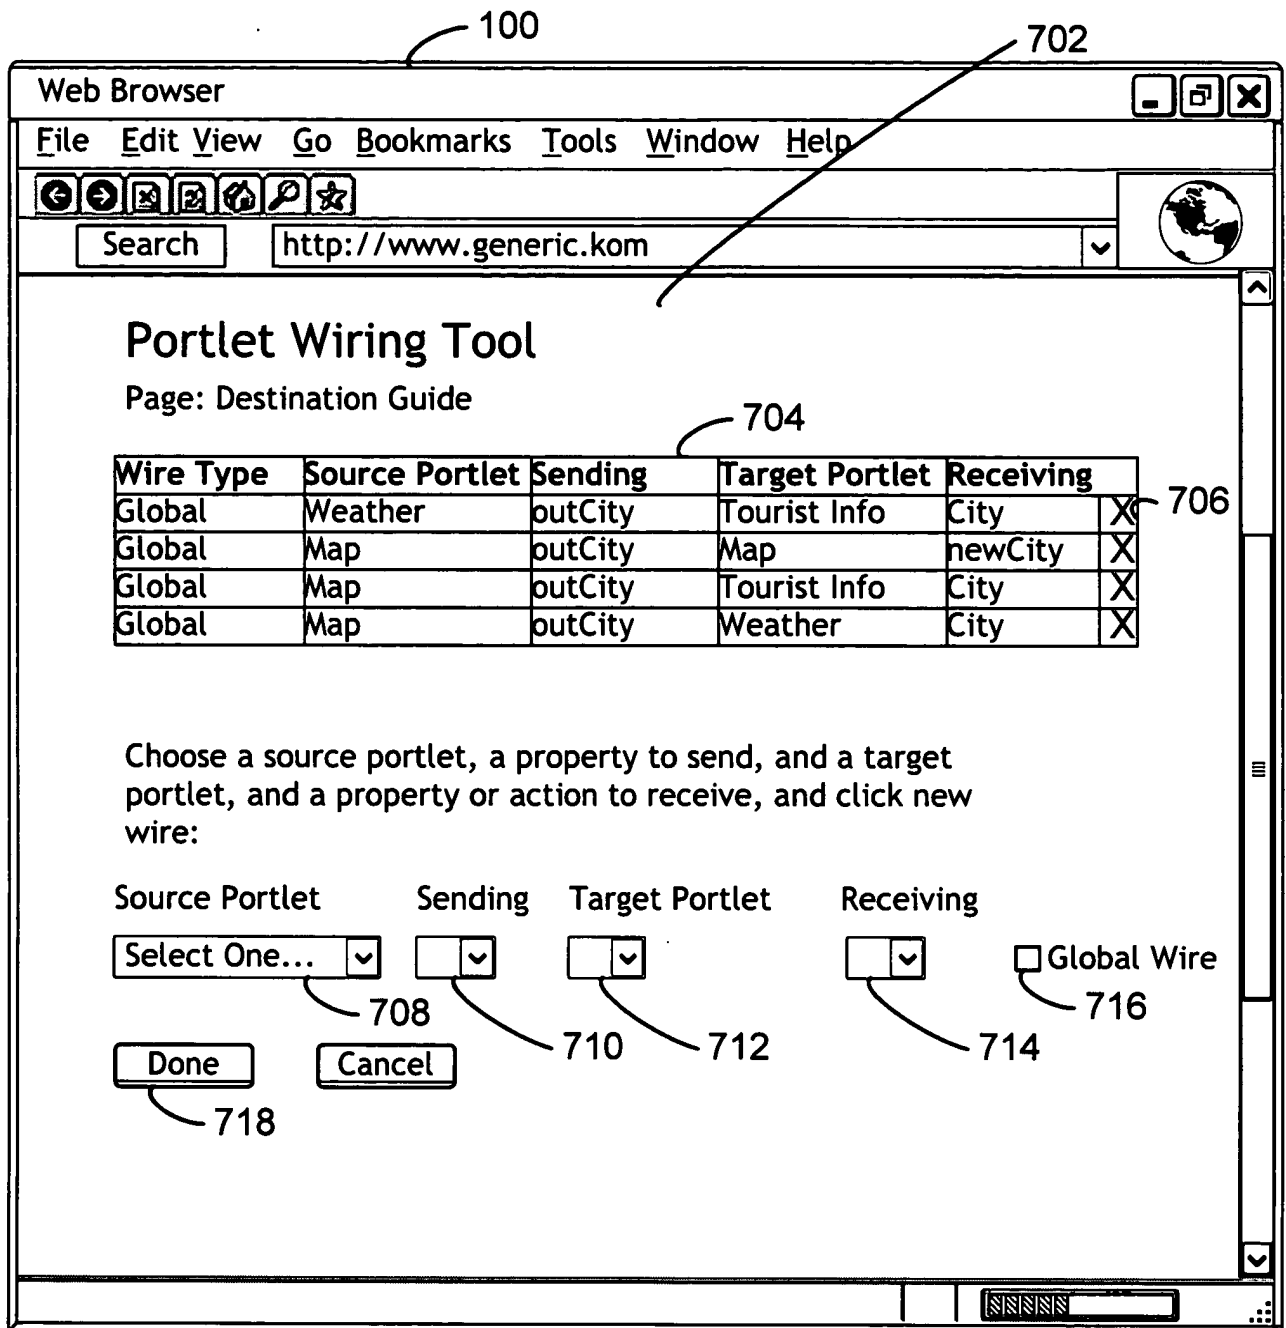 100
702
Web Browser
File Edit View Go Bookmarks Tools Window Help
Search http://www.generic.kom
Portlet Wiring Tool
Page: Destination Guide
704
Wire Type Source Portlet Sending Target Portlet Receiving
Global Weather outCity Tourist Info City X 706
Global Map outCity Map newCity X
Global Map outCity Tourist Info City X
Global Map outCity Weather City X
Choose a source portlet, a property to send, and a target
portlet, and a property or action to receive, and click new
wire:
Source Portlet Sending Target Portlet Receiving
Select One... Global Wire
708 710 712 714 716
Done Cancel
718